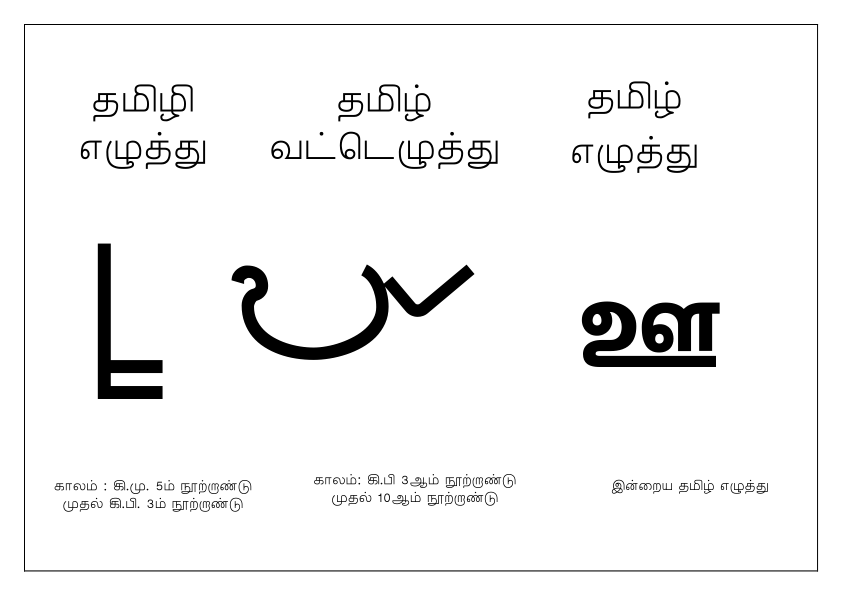 தமிழி
எழுத்து
தமிழ்
வட்டெழுத்து
தமிழ்
எழுத்து
ஊ
காலம் : கி.மு. 5ம் நூற்றாண்டு
முதல் கி.பி. 3ம் நூற்றாண்டு
காலம்: கி.பி 3ஆம் நூற்றாண்டு
முதல் 10ஆம் நூற்றாண்டு
இன்றைய தமிழ் எழுத்து